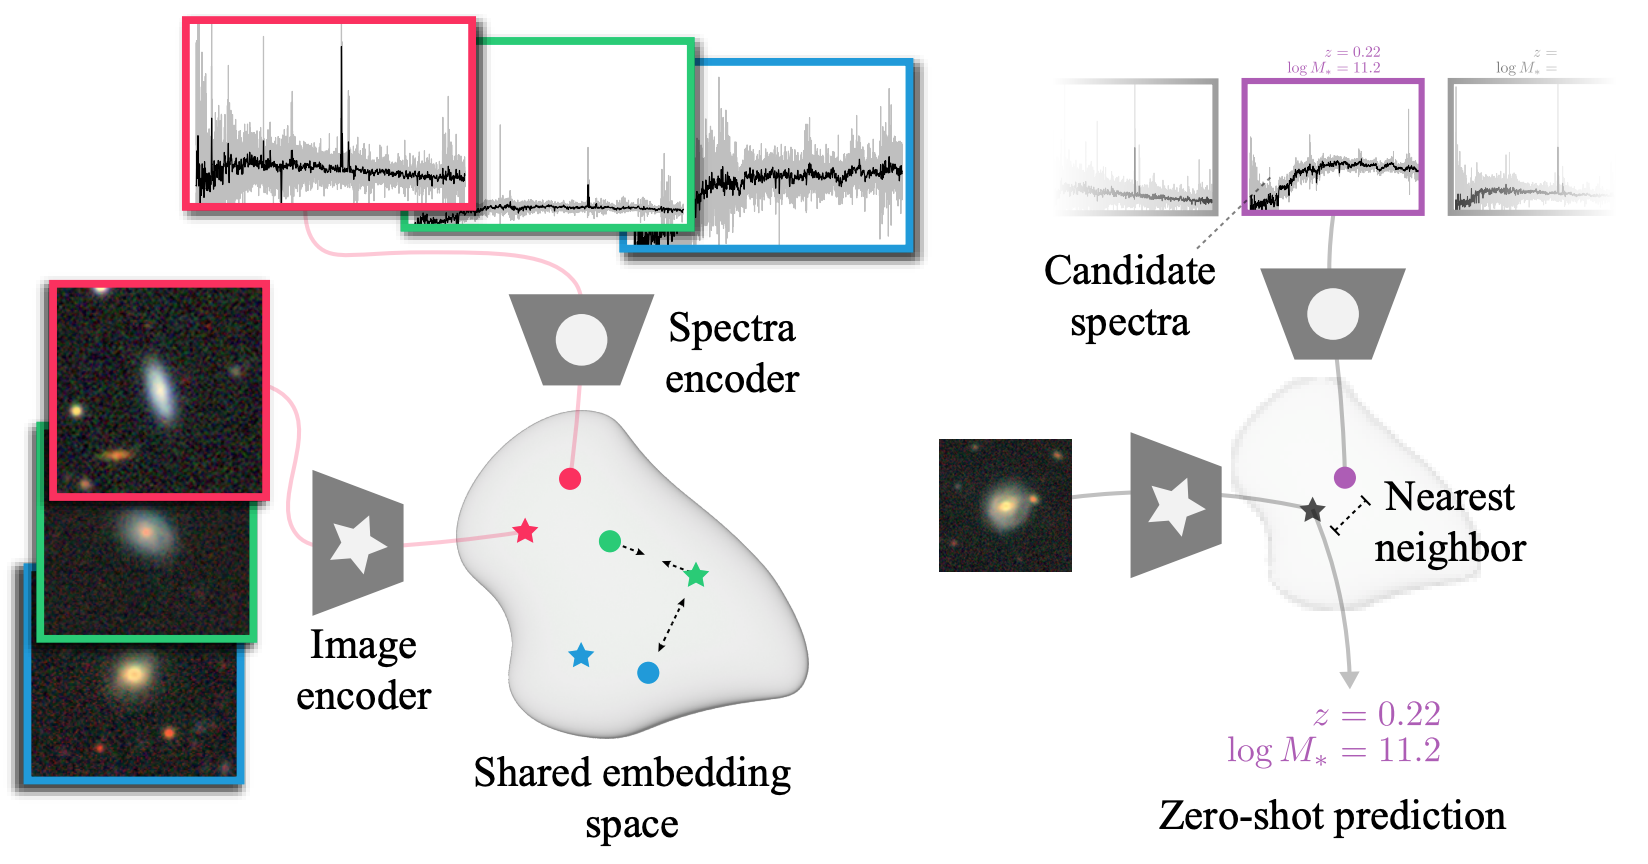 Spectra
encoder
Image
encoder
Shared embedding
space
z = 0.22
log M* = 11.2
z =
log M* =
Candidate
spectra
Nearest
neighbor
z = 0.22
log M* = 11.2
Zero-shot prediction